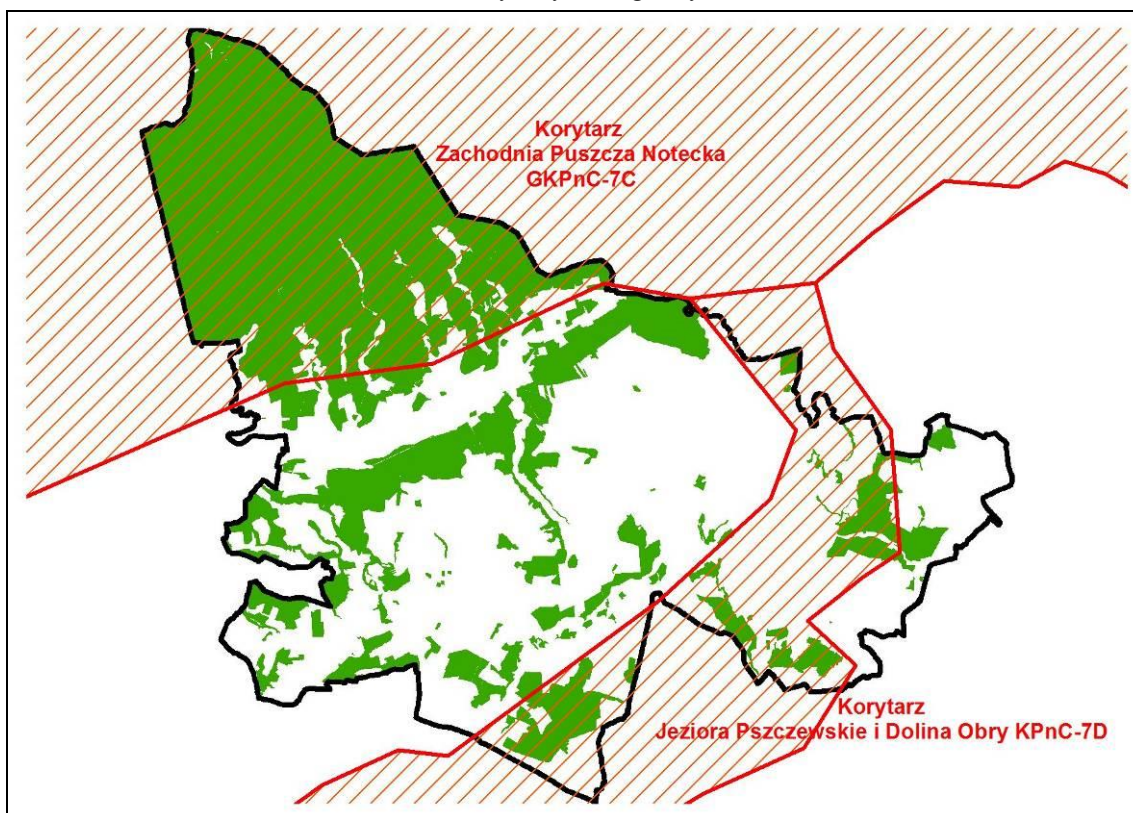 Korytarz
Zachodnia Puszcza Notecka
GKPnC-7C
Korytarz
Jeziora Pszczewskie i Dolina Obry KPnC-7D